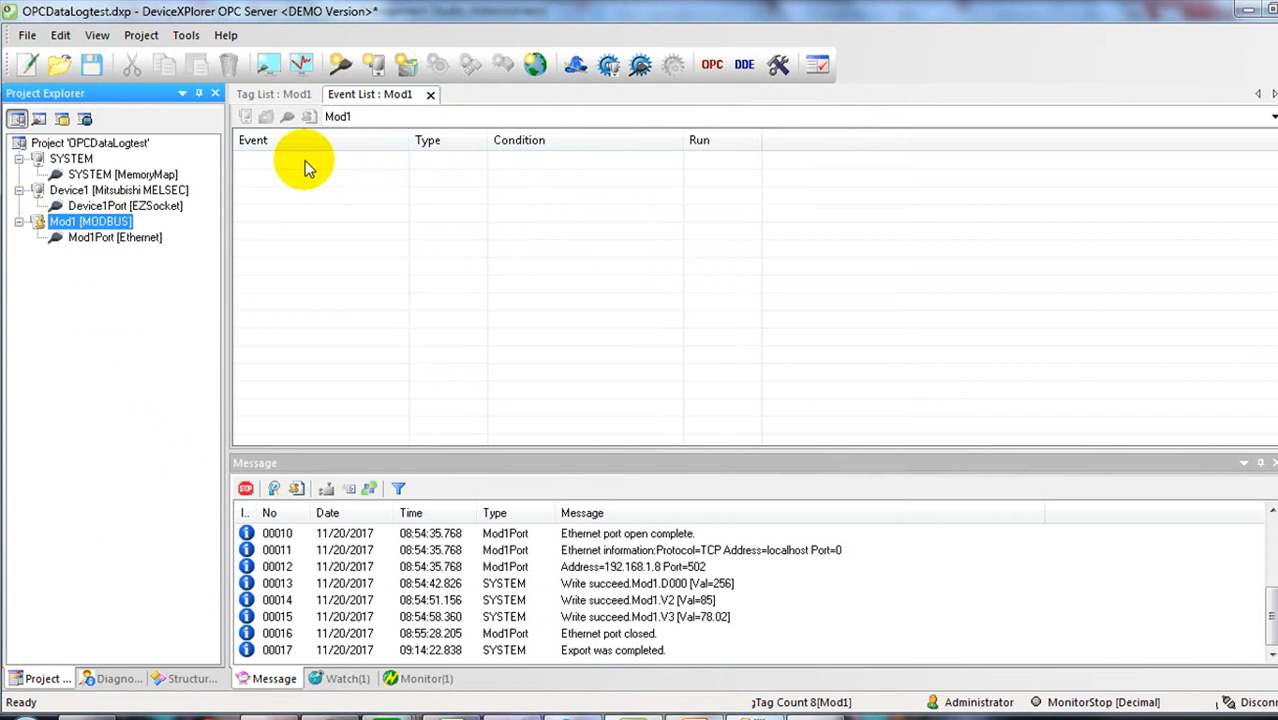 OPCDataLogtest.dxp - DeviceXPlorer OPC Server <DEMO Version>*
File Edit View Project Tools Help
OPC DDE
Project Explorer
Tag List : Mod1 Event List : Mod1
Mod1
Event Type Condition Run
Project 'OPCDataLogtest'
SYSTEM
SYSTEM [MemoryMap]
Device1 [Mitsubishi MELSEC]
Device1Port [EZSocket]
Mod1 [MODBUS]
Mod1Port [Ethernet]
Message
STOP
I.. No Date Time Type Message
00010 11/20/2017 08:54:35.768 Mod1Port Ethernet port open complete.
00011 11/20/2017 08:54:35.768 Mod1Port Ethernet information:Protocol=TCP Address=localhost Port=0
00012 11/20/2017 08:54:35.768 Mod1Port Address=192.168.1.8 Port=502
00013 11/20/2017 08:54:42.826 SYSTEM Write succeed.Mod1.D000 [Val=256]
00014 11/20/2017 08:54:51.156 SYSTEM Write succeed.Mod1.V2 [Val=85]
00015 11/20/2017 08:54:58.360 SYSTEM Write succeed.Mod1.V3 [Val=78.02]
00016 11/20/2017 08:55:28.205 Mod1Port Ethernet port closed.
00017 11/20/2017 09:14:22.838 SYSTEM Export was completed.
Project ... Diagno... Structur... Message Watch(1) Monitor(1)
Ready Tag Count 8[Mod1] Administrator MonitorStop [Decimal] Discon